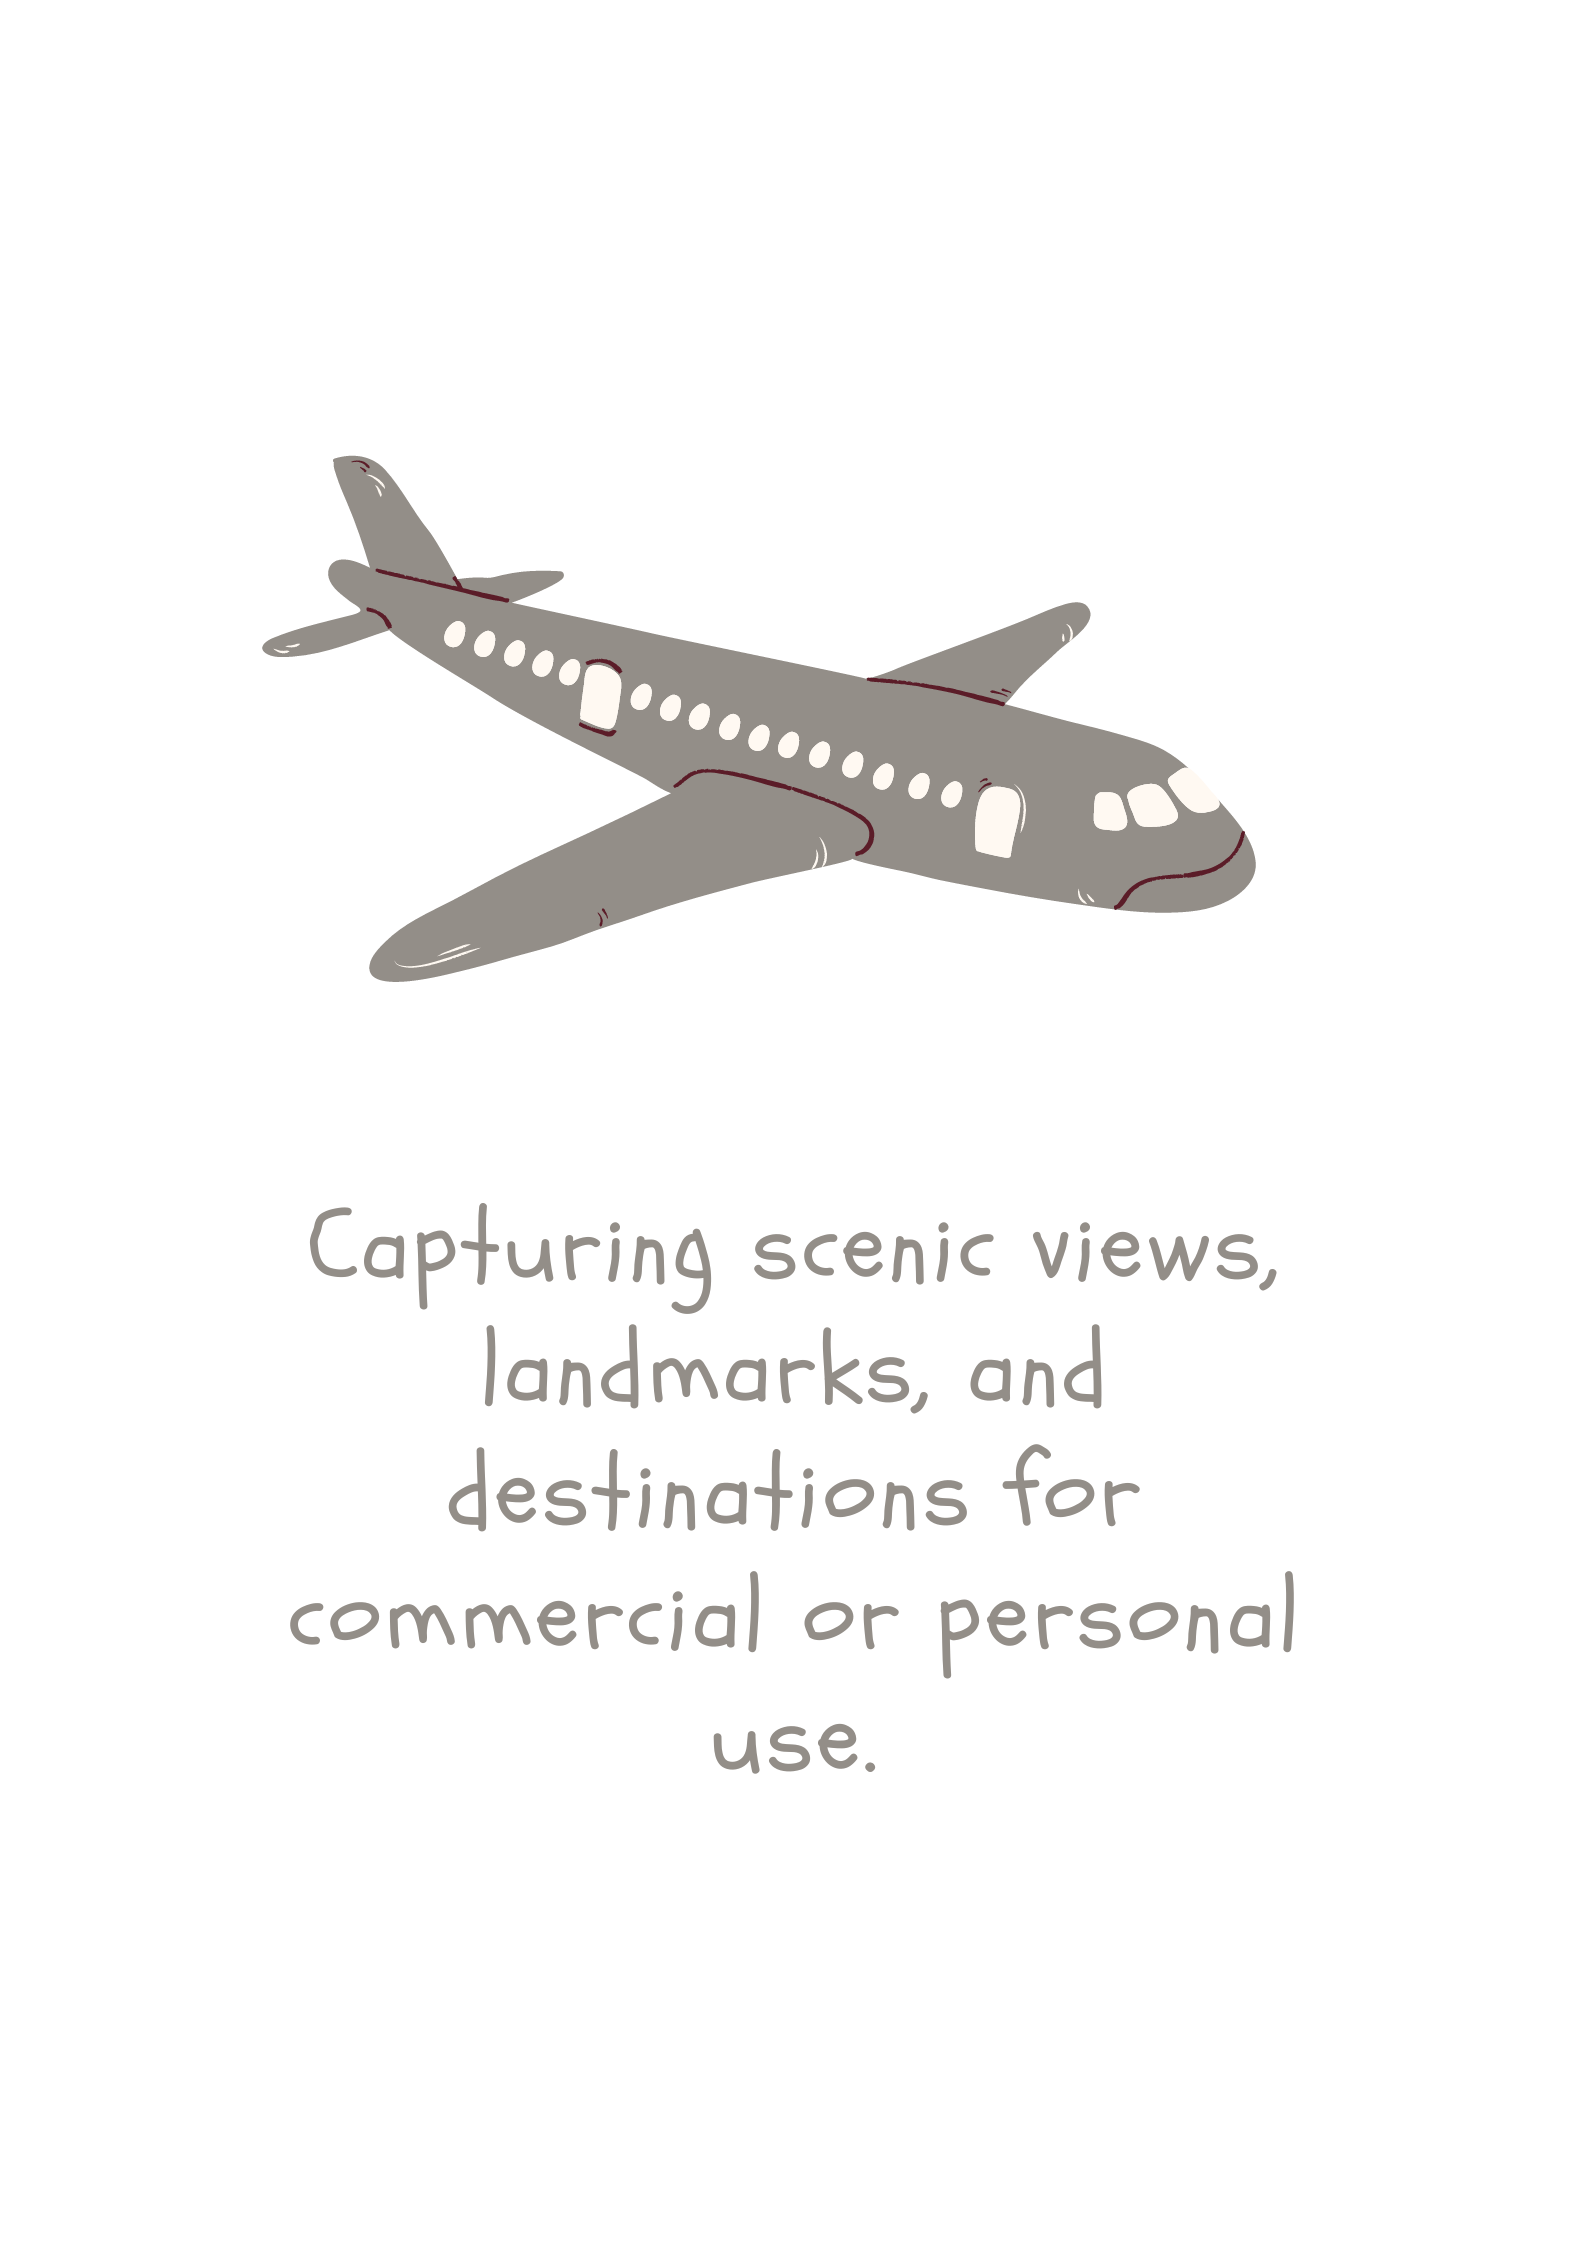 Capturing scenic views,
landmarks, and
destinations for
commercial or personal
use.